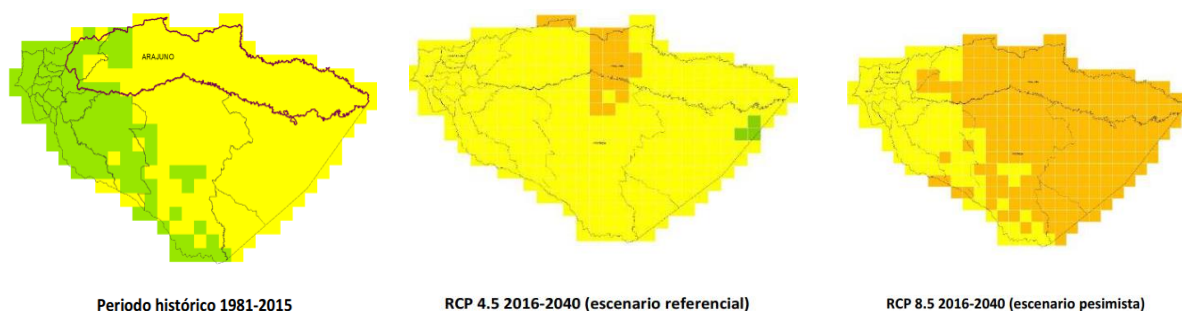 ARAJUNO
Periodo histórico 1981-2015
RCP 4.5 2016-2040 (escenario referencial)
RCP 8.5 2016-2040 (escenario pesimista)